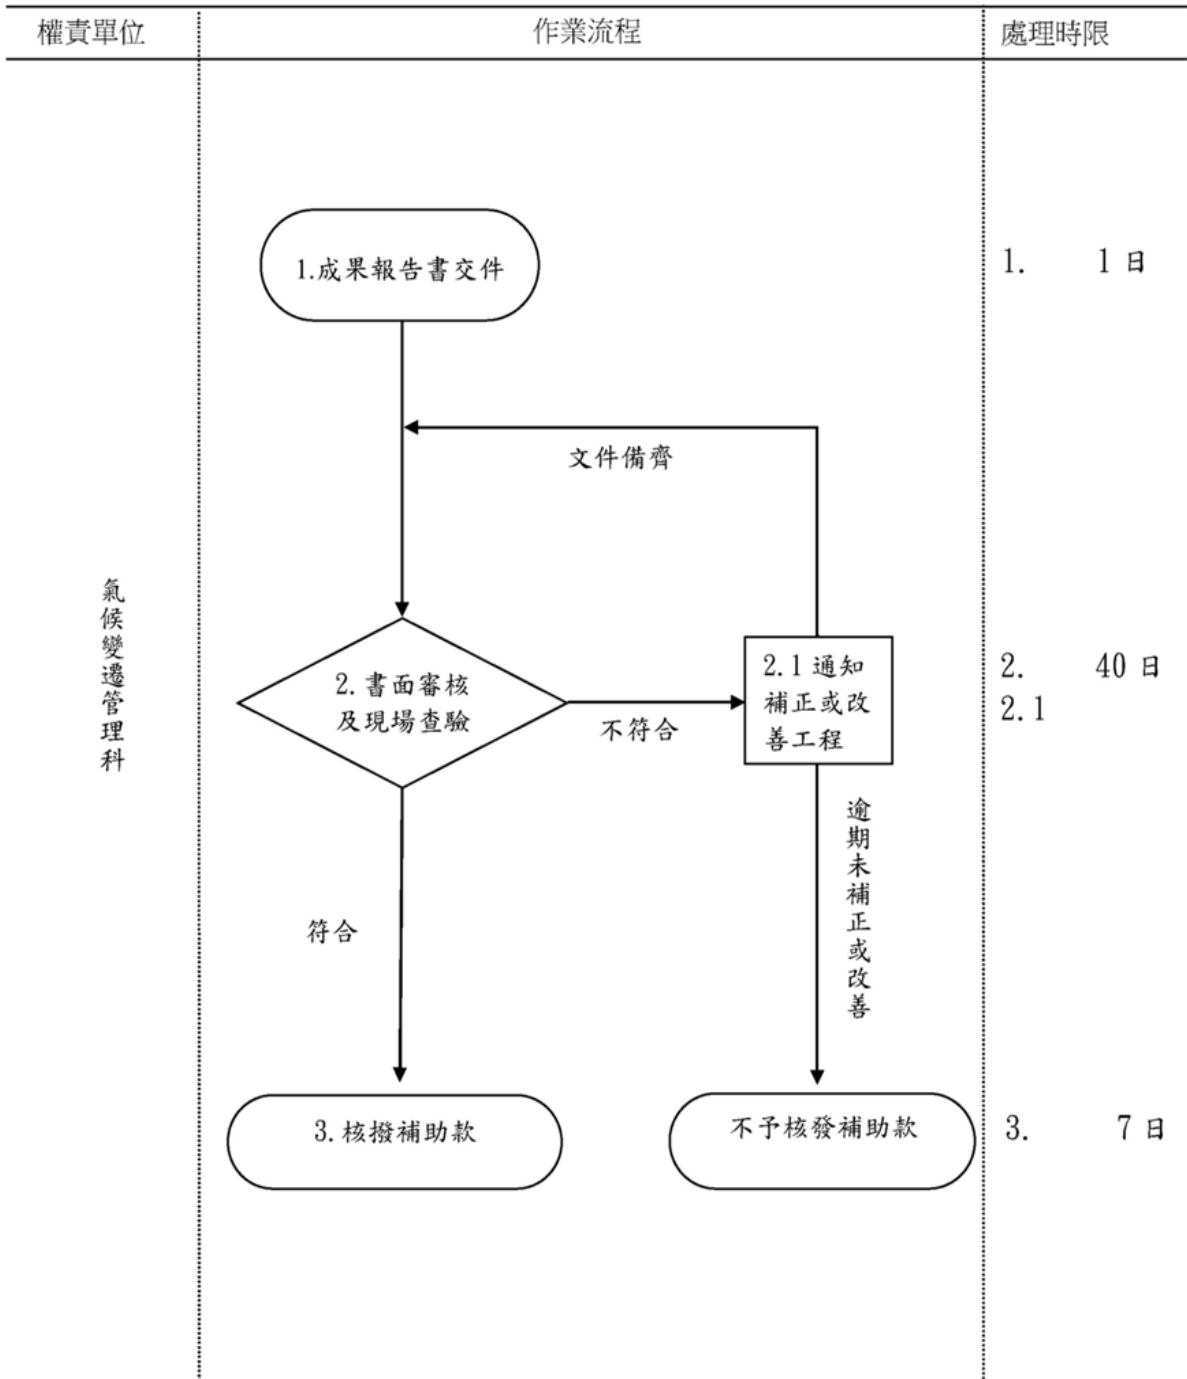 權責單位
作業流程
處理時限
1.成果報告書交件
1. 1日
文件備齊
氣候變遷管理科
2.書面審核
及現場查驗
不符合
2.1通知
補正或改
善工程
2. 40日
2.1
逾期未補正或改善
符合
3.核撥補助款
不予核發補助款
3. 7日